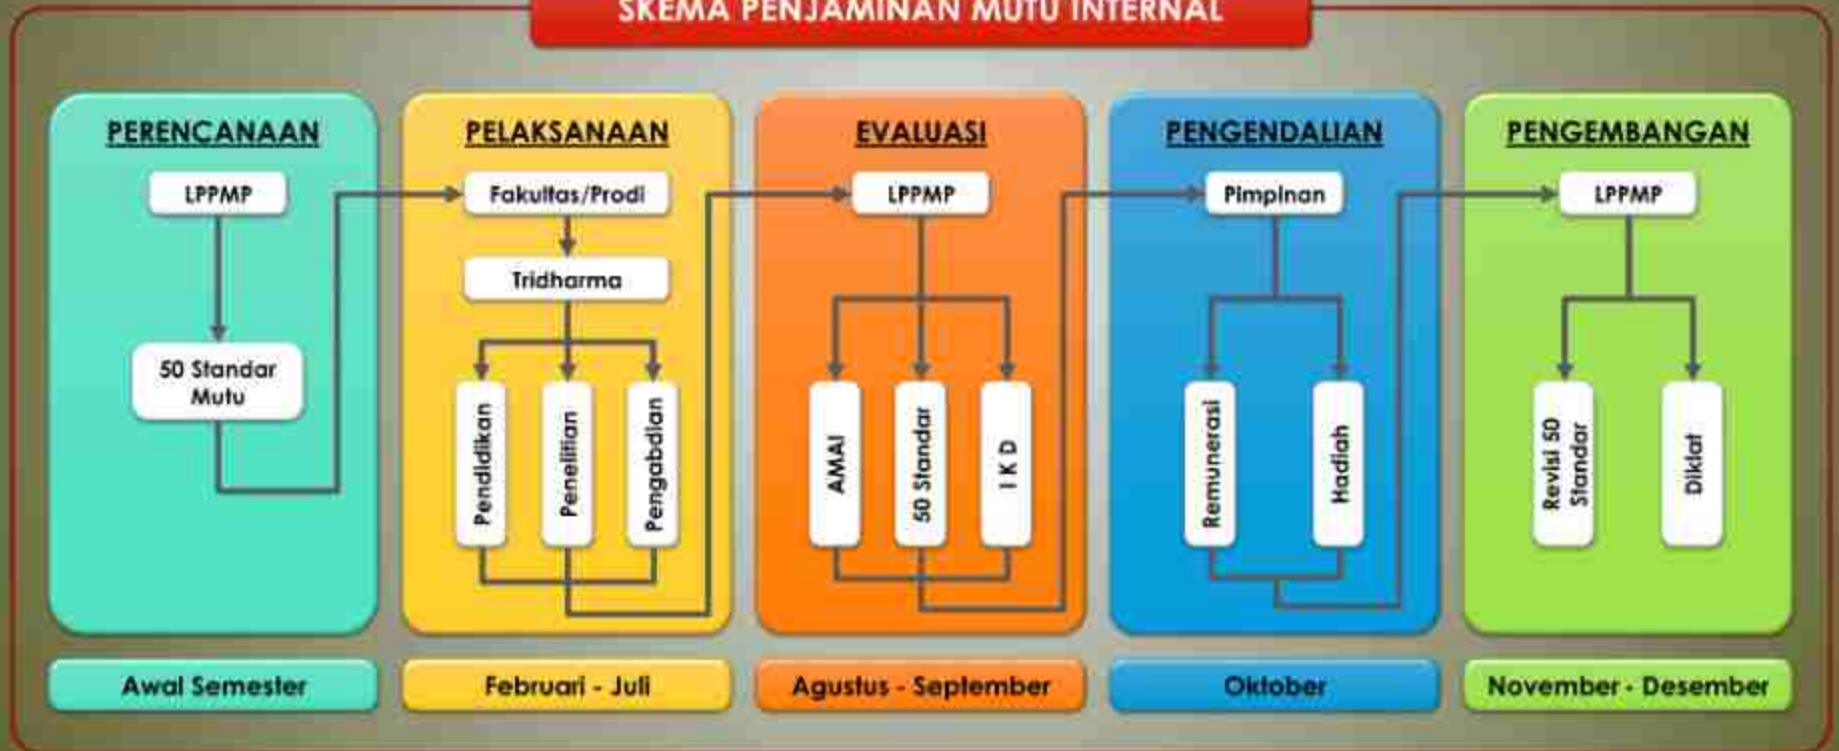 SKEMA PENJAMINAN MUTU INTERNAL
PERENCANAAN
LPPMP
50 Standar
Mutu
Awal Semester
PELAKSANAAN
Fakultas/Prodi
Tridharma
Pendidikan
Penelitian
Pengabdian
Februari - Juli
EVALUASI
LPPMP
AMAI
50 Standar
I K D
Agustus - September
PENGENDALIAN
Pimpinan
Remunerasi
Hadiah
Oktober
PENGEMBANGAN
LPPMP
Revisi 50
Standar
Diklat
November - Desember